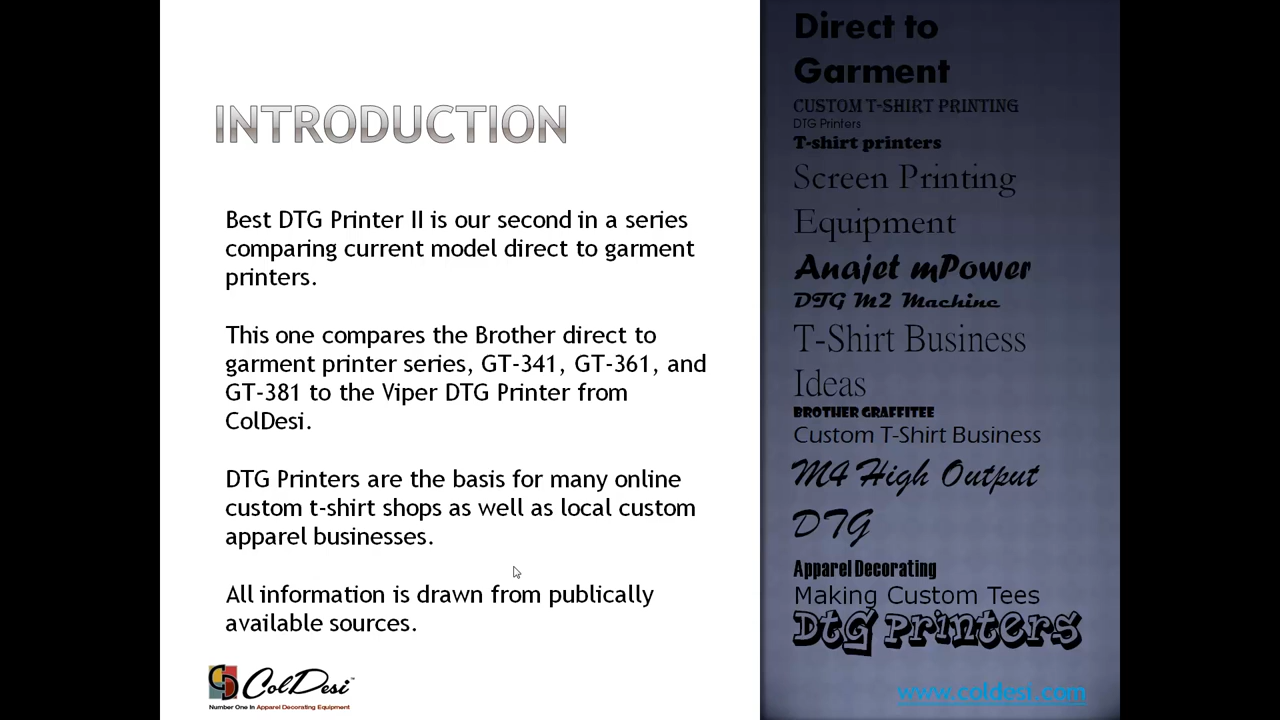 INTRODUCTION
Best DTG Printer II is our second in a series
comparing current model direct to garment
printers.
This one compares the Brother direct to
garment printer series, GT-341, GT-361, and
GT-381 to the Viper DTG Printer from
ColDesi.
DTG Printers are the basis for many online
custom t-shirt shops as well as local custom
apparel businesses.
All information is drawn from publically
available sources.
ColDesi™
Number One In Apparel Decorating Equipment
Direct to
Garment
CUSTOM T-SHIRT PRINTING
DTG Printers
T-shirt printers
Screen Printing
Equipment
Anajet mPower
DTG M2 Machine
T-Shirt Business
Ideas
BROTHER GRAFFITEE
Custom T-Shirt Business
M4 High Output
DTG
Apparel Decorating
Making Custom Tees
DtG Printers
www.coldesi.com